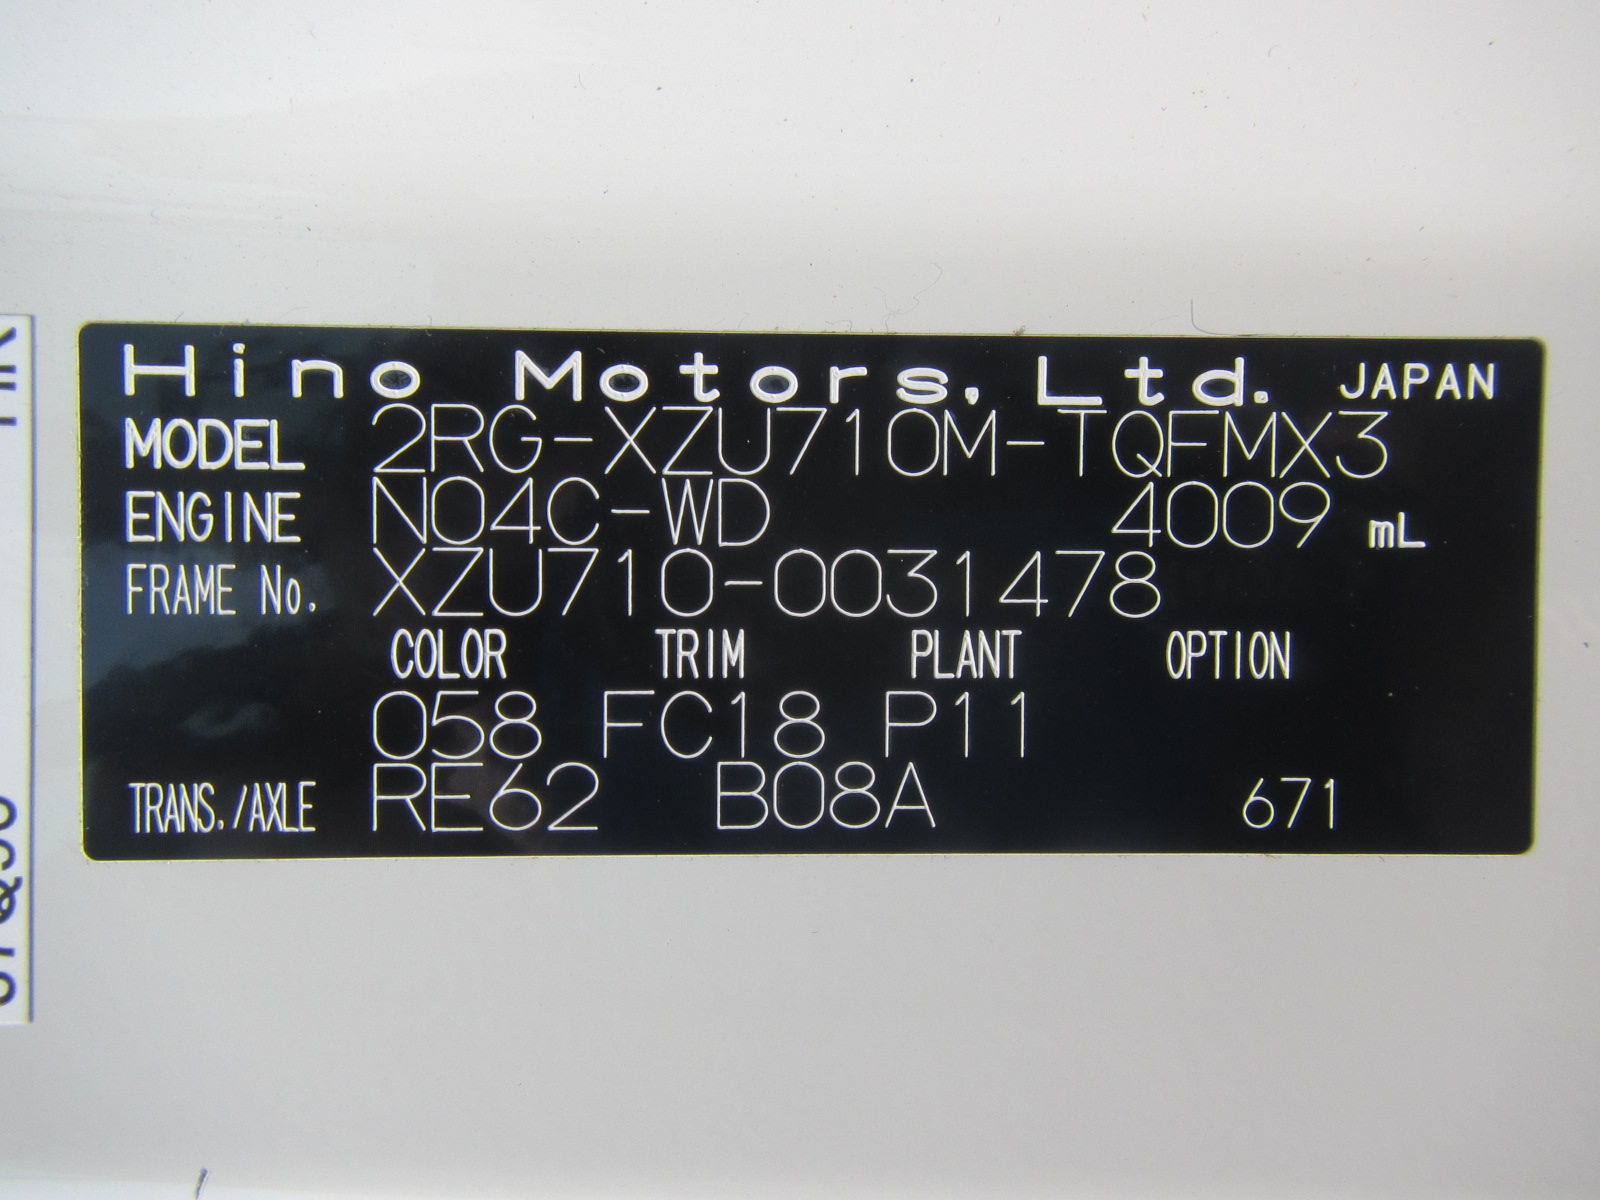 Hino Motors, Ltd. JAPAN
MODEL 2RG-XZU710M-TQFMX3
ENGINE N04C-WD 4009 mL
FRAME No. XZU710-0031478
COLOR TRIM PLANT OPTION
058 FC18 P11
TRANS./AXLE RE62 B08A 671